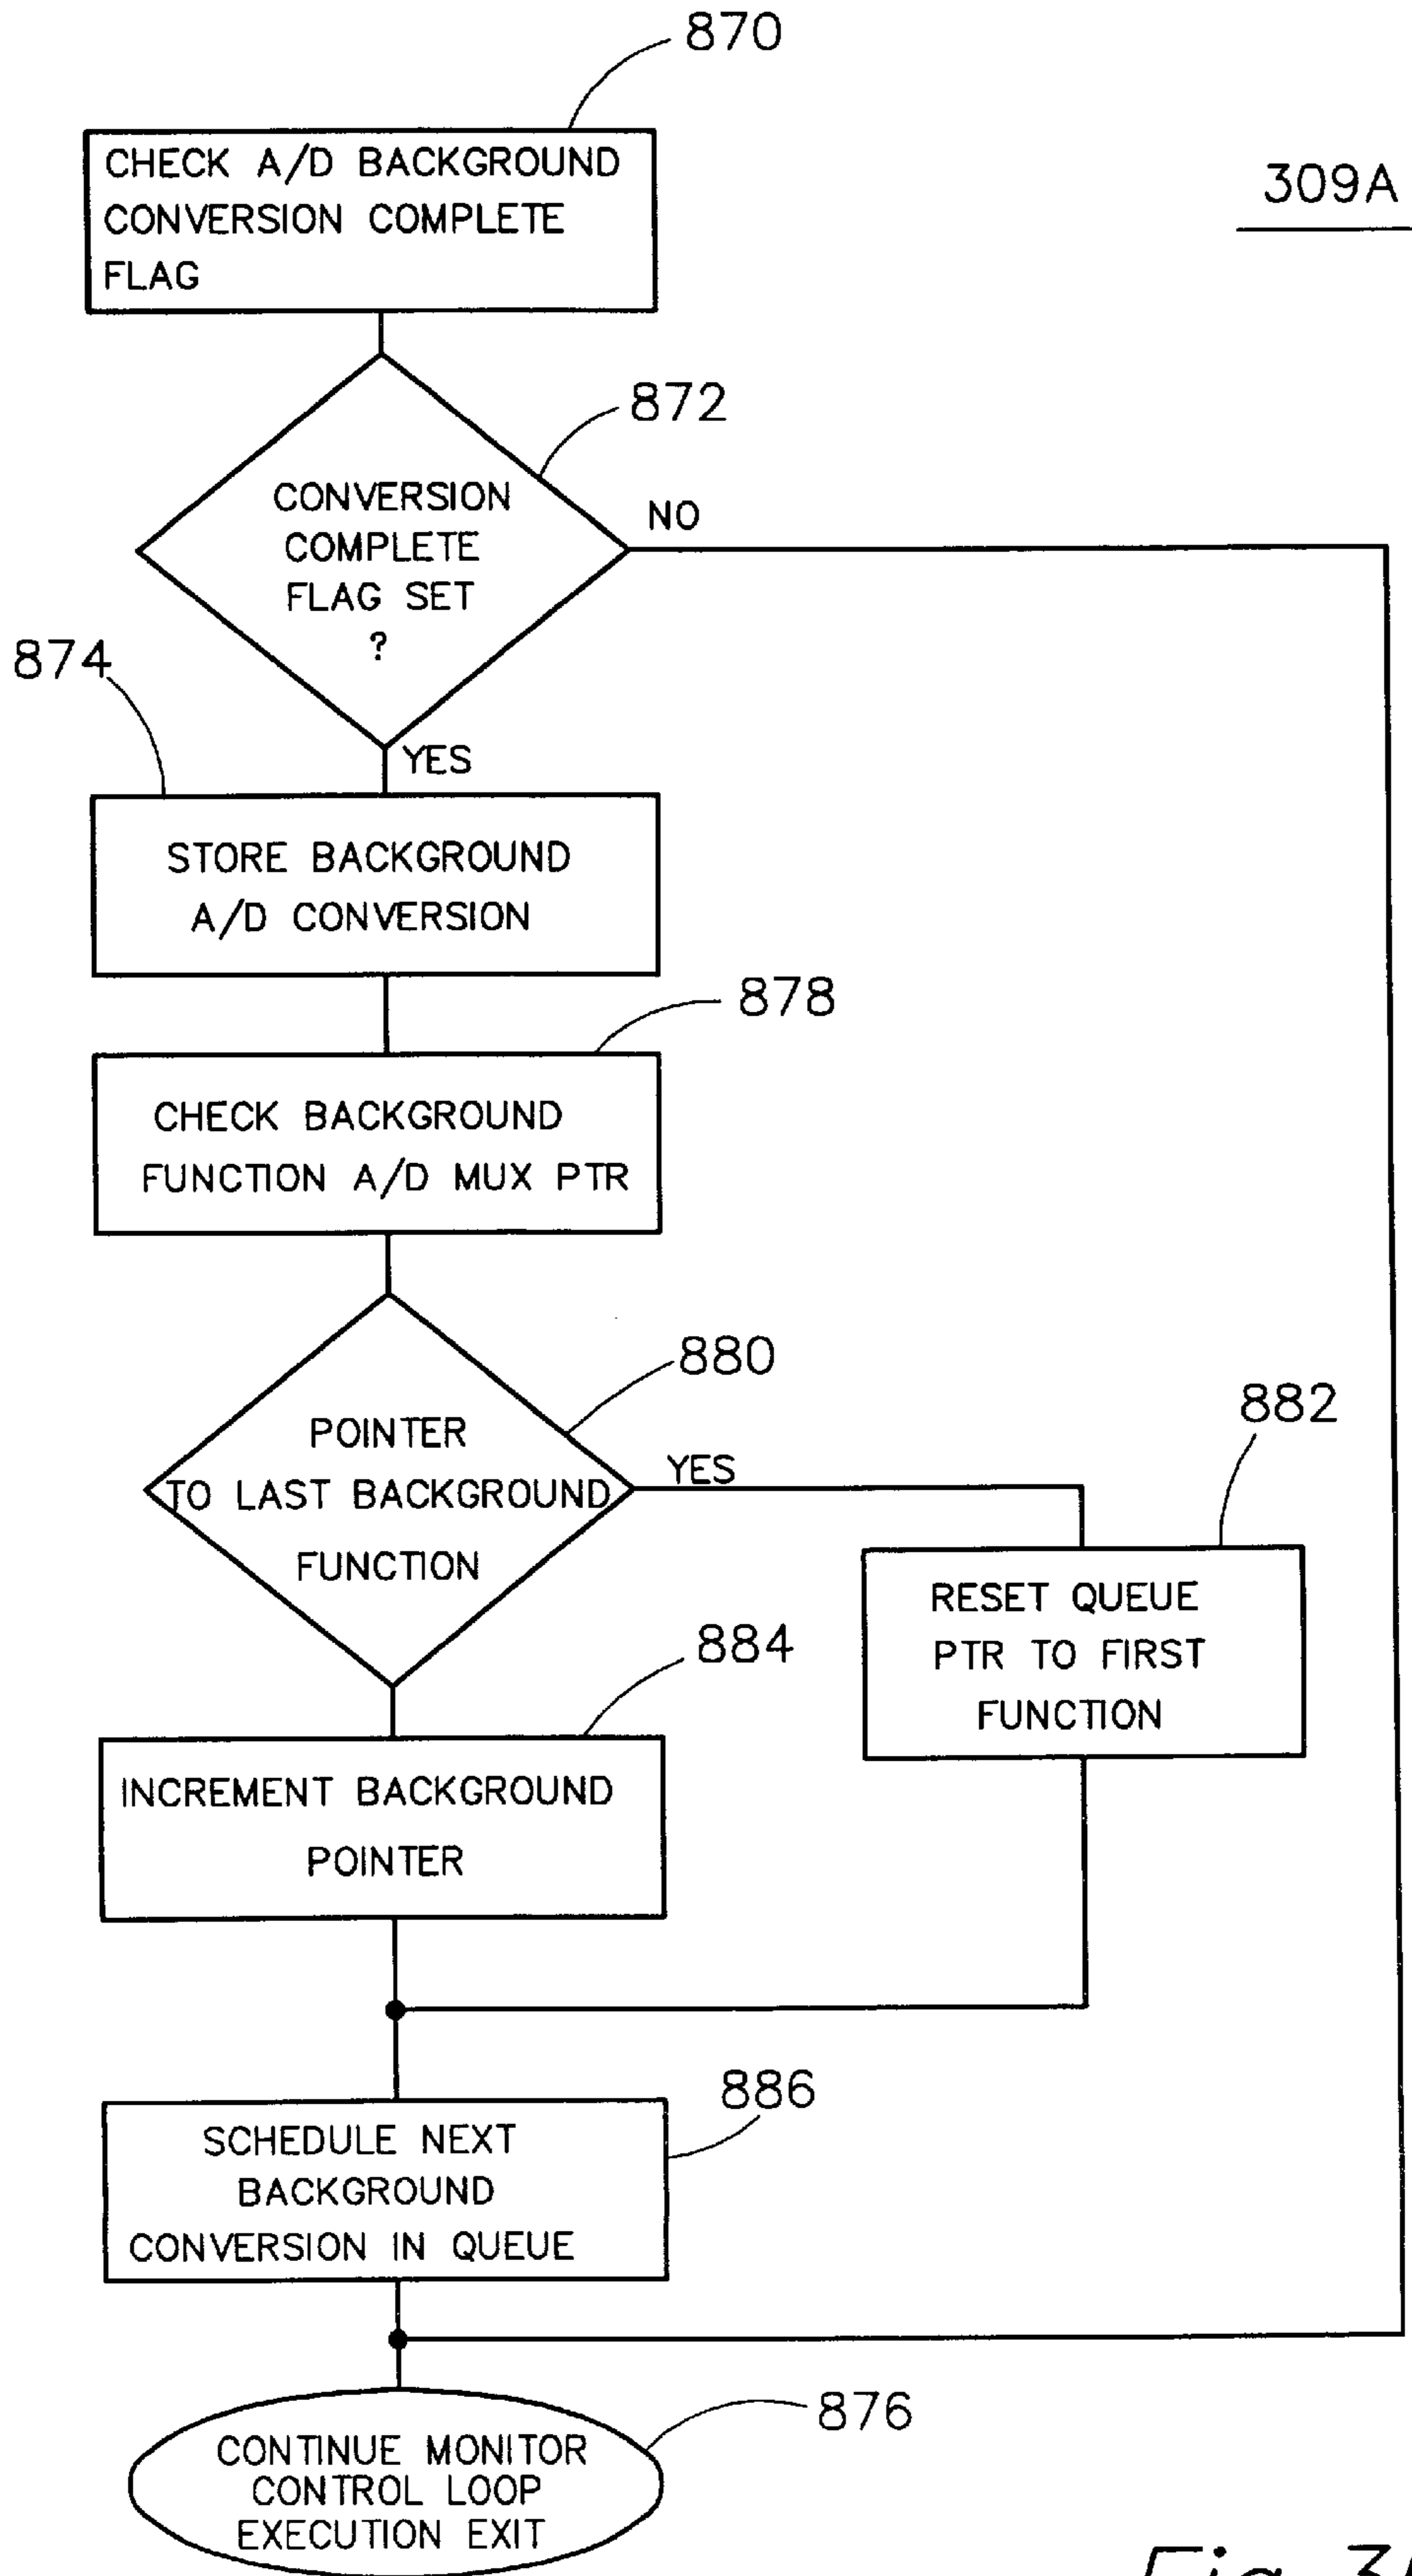 870
CHECK A/D BACKGROUND
CONVERSION COMPLETE
FLAG
309A
872
CONVERSION
COMPLETE
FLAG SET
?
NO
874
YES
STORE BACKGROUND
A/D CONVERSION
878
CHECK BACKGROUND
FUNCTION A/D MUX PTR
880
POINTER
TO LAST BACKGROUND
FUNCTION
YES
882
RESET QUEUE
PTR TO FIRST
FUNCTION
884
INCREMENT BACKGROUND
POINTER
886
SCHEDULE NEXT
BACKGROUND
CONVERSION IN QUEUE
876
CONTINUE MONITOR
CONTROL LOOP
EXECUTION EXIT